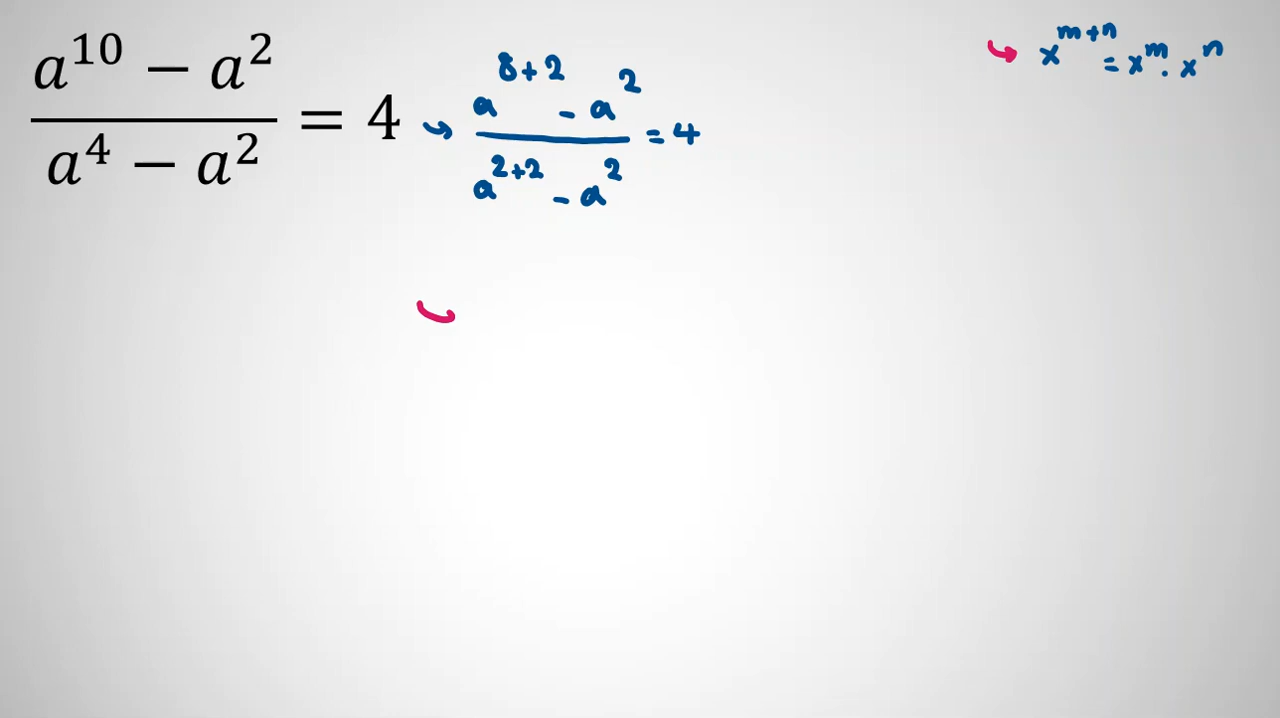 (a^10 − a^2)/(a^4 − a^2) = 4
(a^(8+2) - a^2)/(a^(2+2) - a^2) = 4
x^(m+n) = x^m . x^n